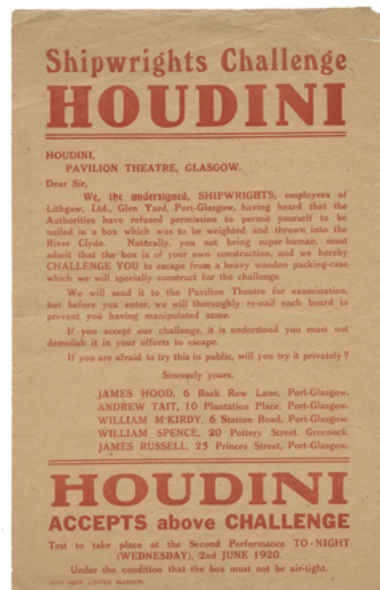 Shipwrights Challenge
HOUDINI
HOUDINI,
PAVILION THEATRE, GLASGOW.
Dear Sir,
We, the undersigned, SHIPWRIGHTS, employees of
Lithgow, Ltd., Glen Yard, Port-Glasgow, having heard that the
Authorities have refused permission to permit yourself to be
nailed in a box which was to be weighted and thrown into the
River Clyde. Naturally, you not being super-human, must
admit that the box is of your own construction, and we hereby
CHALLENGE YOU to escape from a heavy wooden packing-case,
which we will specially construct for the challenge.
We will send it to the Pavilion Theatre for examination,
but before you enter, we will thoroughly re-nail each board to
prevent you having manipulated same.
If you accept our challenge, it is understood you must not
demolish it in your efforts to escape.
If you are afraid to try this in public, will you try it privately?
Sincerely yours,
JAMES HOOD, 6 Back Row Lane, Port-Glasgow.
ANDREW TAIT, 10 Plantation Place, Port-Glasgow.
WILLIAM M'KIRDY, 6 Station Road, Port-Glasgow.
WILLIAM SPENCE, 20 Pottery Street, Greenock.
JAMES RUSSELL, 25 Princes Street, Port-Glasgow.
HOUDINI
ACCEPTS above CHALLENGE
Test to take place at the Second Performance TO-NIGHT
(WEDNESDAY), 2nd JUNE 1920.
Under the condition that the box must not be air-tight.
LIMITED GLASGOW.